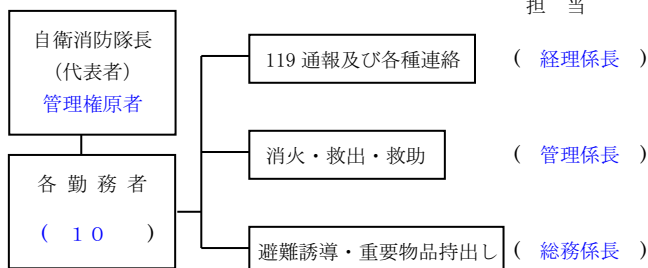 担 当
自衛消防隊長
(代表者)
管理権原者
119 通報及び各種連絡 ( 経理係長 )
消火・救出・救助 ( 管理係長 )
各 勤 務 者
( 10 )
避難誘導・重要物品持出し ( 総務係長 )